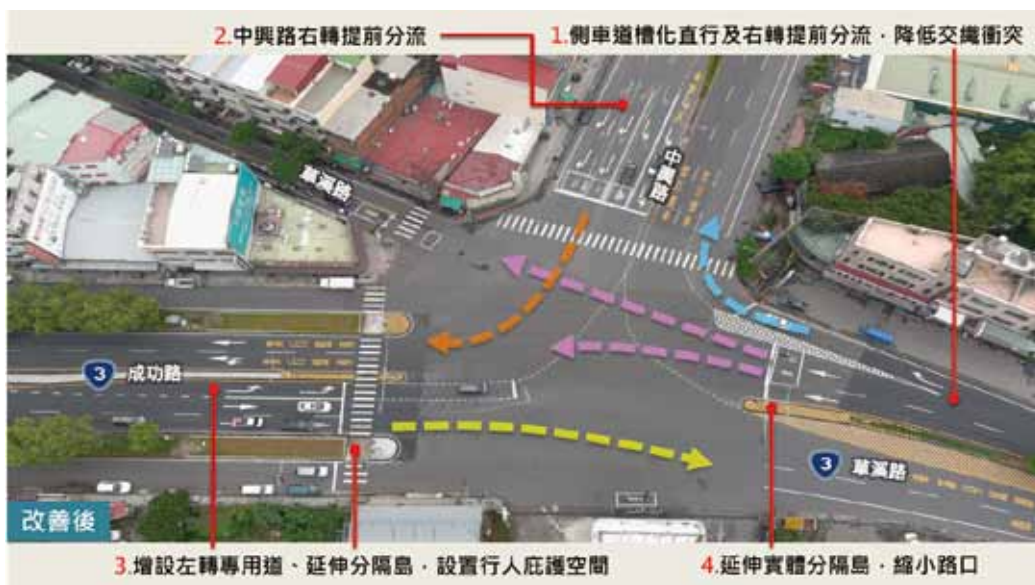 2.中興路右轉提前分流
1.側車道槽化直行及右轉提前分流，降低交織衝突
草溪路
中興路
3 成功路
3 草溪路
改善後
3.增設左轉專用道、延伸分隔島，設置行人庇護空間
4.延伸實體分隔島，縮小路口